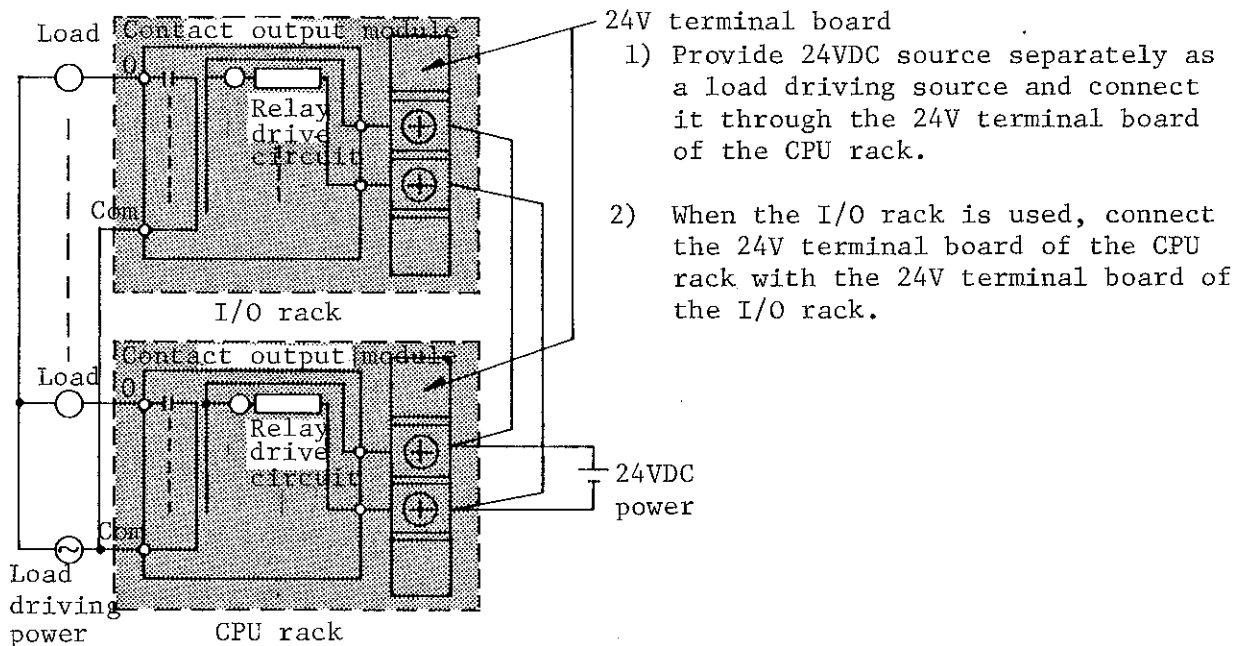 Load
Contact output module
0
Relay
drive
circuit
Com
I/O rack
24V terminal board
1) Provide 24VDC source separately as
a load driving source and connect
it through the 24V terminal board
of the CPU rack.
2) When the I/O rack is used, connect
the 24V terminal board of the CPU
rack with the 24V terminal board of
the I/O rack.
Contact output module
Load
0
Relay
drive
circuit
24VDC
power
Com
Load
driving
power
CPU rack